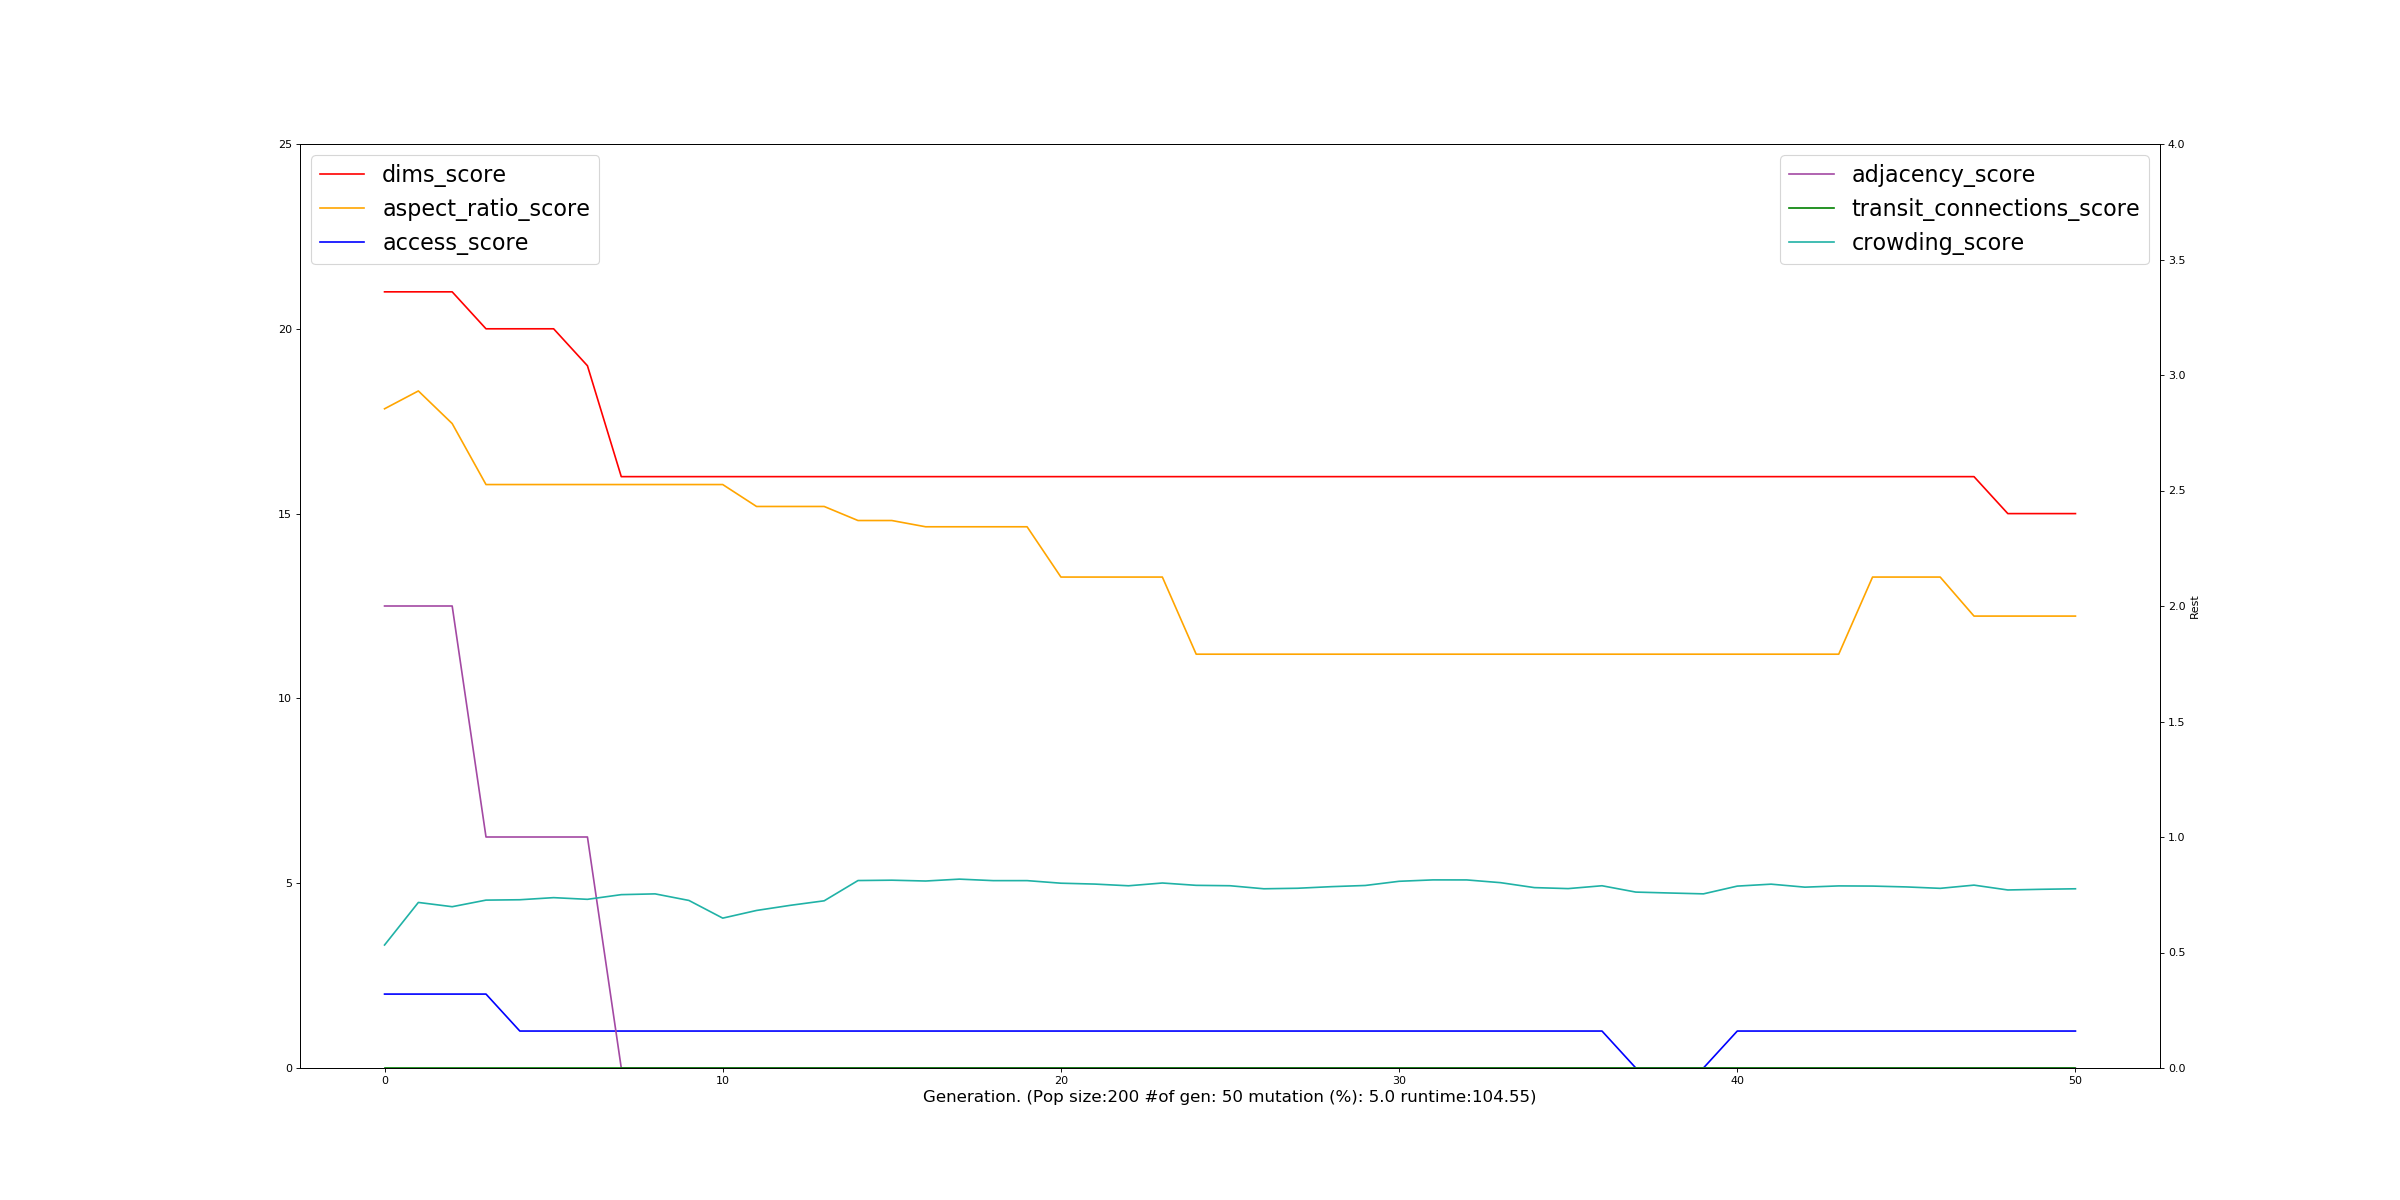 dims_score
aspect_ratio_score
access_score
adjacency_score
transit_connections_score
crowding_score
25
20
15
10
5
0
4.0
3.5
3.0
2.5
2.0
1.5
1.0
0.5
0.0
Rest
0 10 20 30 40 50
Generation. (Pop size:200 #of gen: 50 mutation (%): 5.0 runtime:104.55)